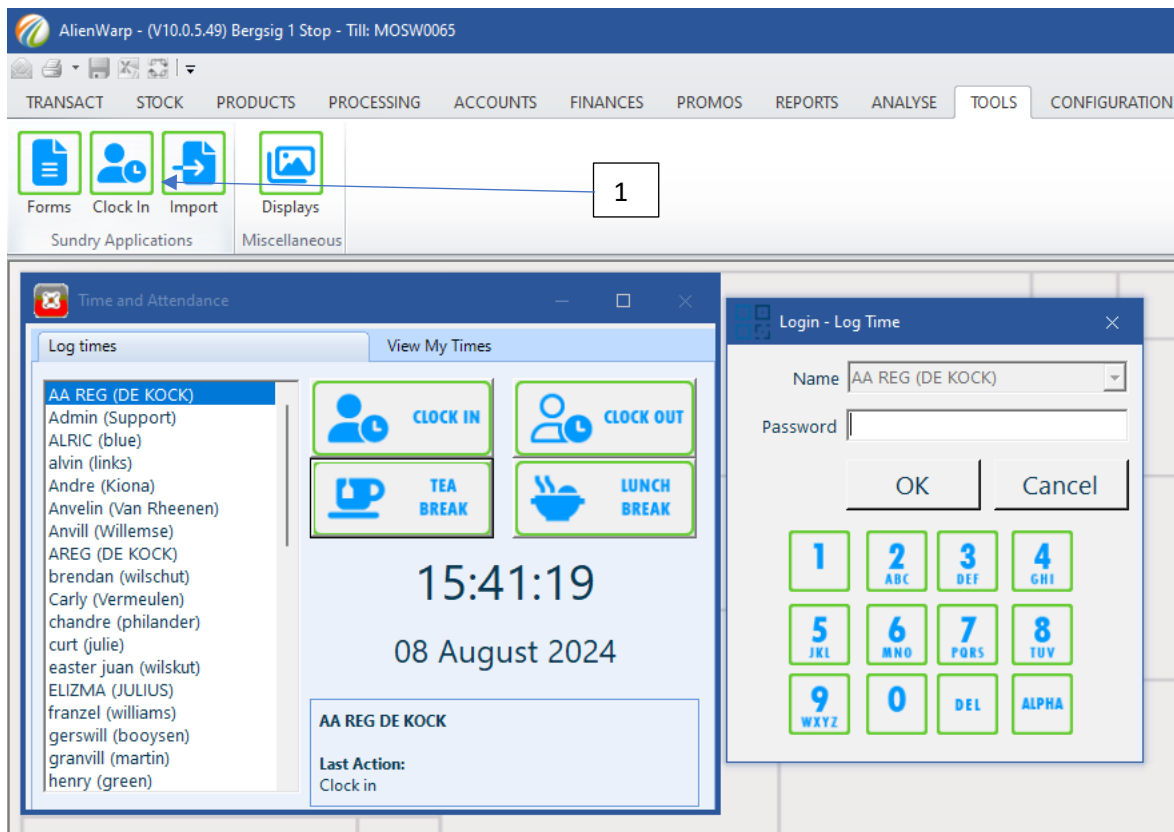 AlienWarp - (V10.0.5.49) Bergsig 1 Stop - Till: MOSW0065
TRANSACT STOCK PRODUCTS PROCESSING ACCOUNTS FINANCES PROMOS REPORTS ANALYSE TOOLS CONFIGURATION
Forms Clock In Import Displays
Sundry Applications Miscellaneous
1
Time and Attendance
Log times View My Times
AA REG (DE KOCK)
Admin (Support)
ALRIC (blue)
alvin (links)
Andre (Kiona)
Anvelin (Van Rheenen)
Anvill (Willemse)
AREG (DE KOCK)
brendan (wilschut)
Carly (Vermeulen)
chandre (philander)
curt (julie)
easter juan (wilskut)
ELIZMA (JULIUS)
franzel (williams)
gerswill (booysen)
granvill (martin)
henry (green)
CLOCK IN CLOCK OUT
TEA LUNCH
BREAK BREAK
15:41:19
08 August 2024
AA REG DE KOCK
Last Action:
Clock in
Login - Log Time
Name AA REG (DE KOCK)
Password
OK Cancel
1 2 3 4
ABC DEF GHI
5 6 7 8
JKL MNO PQRS TUV
9 0 DEL ALPHA
WXYZ